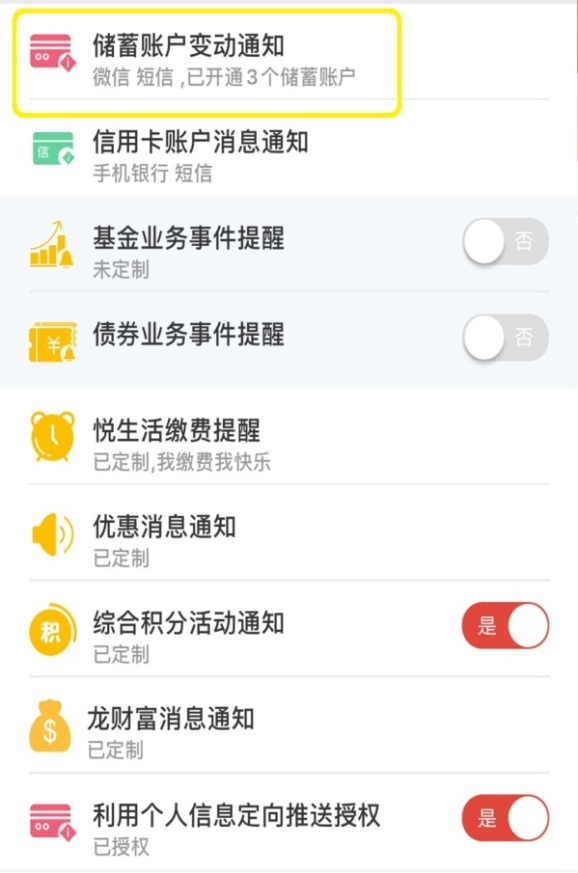 储蓄账户变动通知
微信 短信 ,已开通3个储蓄账户
信
信用卡账户消息通知
手机银行 短信
基金业务事件提醒
否
未定制
¥
债券业务事件提醒
否
悦生活缴费提醒
已定制,我缴费我快乐
优惠消息通知
已定制
积
综合积分活动通知
是
已定制
$
龙财富消息通知
已定制
利用个人信息定向推送授权
是
已授权